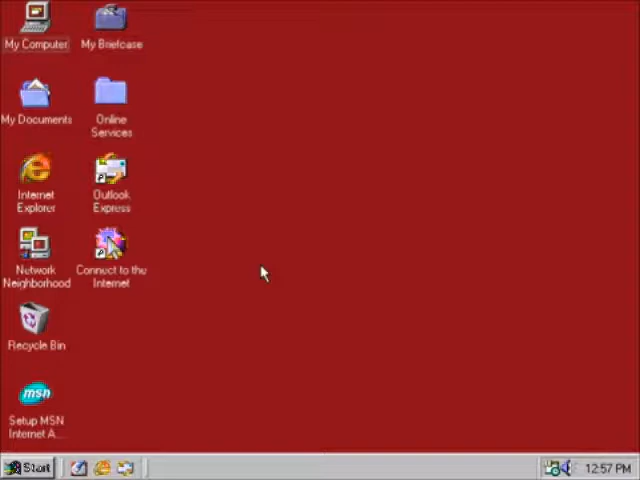 My Computer
My Briefcase
My Documents
Online
Services
Internet
Explorer
Outlook
Express
Network
Neighborhood
Connect to the
Internet
Recycle Bin
msn
Setup MSN
Internet A...
Start
12:57 PM